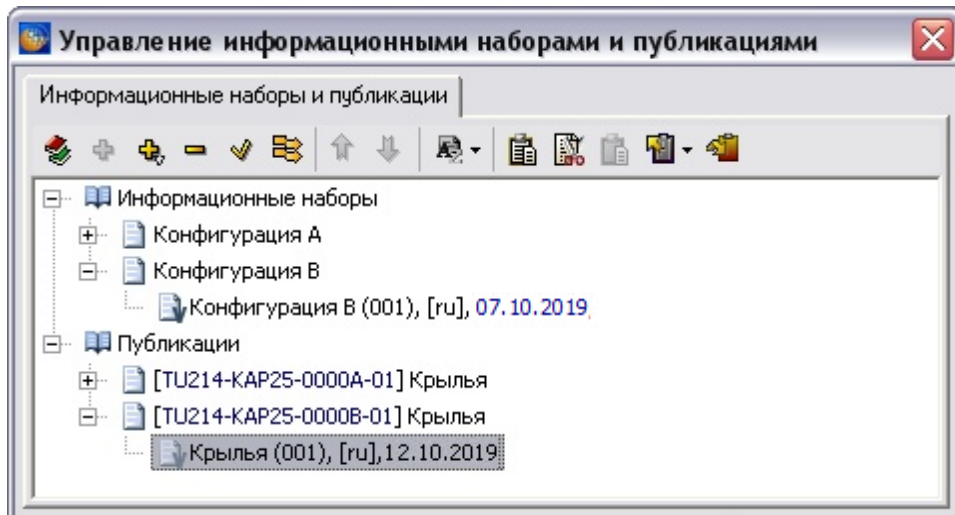 Управление информационными наборами и публикациями
Информационные наборы и публикации
Информационные наборы
Конфигурация А
Конфигурация В
Конфигурация В (001), [ru], 07.10.2019
Публикации
[TU214-KAP25-0000A-01] Крылья
[TU214-KAP25-0000B-01] Крылья
Крылья (001), [ru],12.10.2019